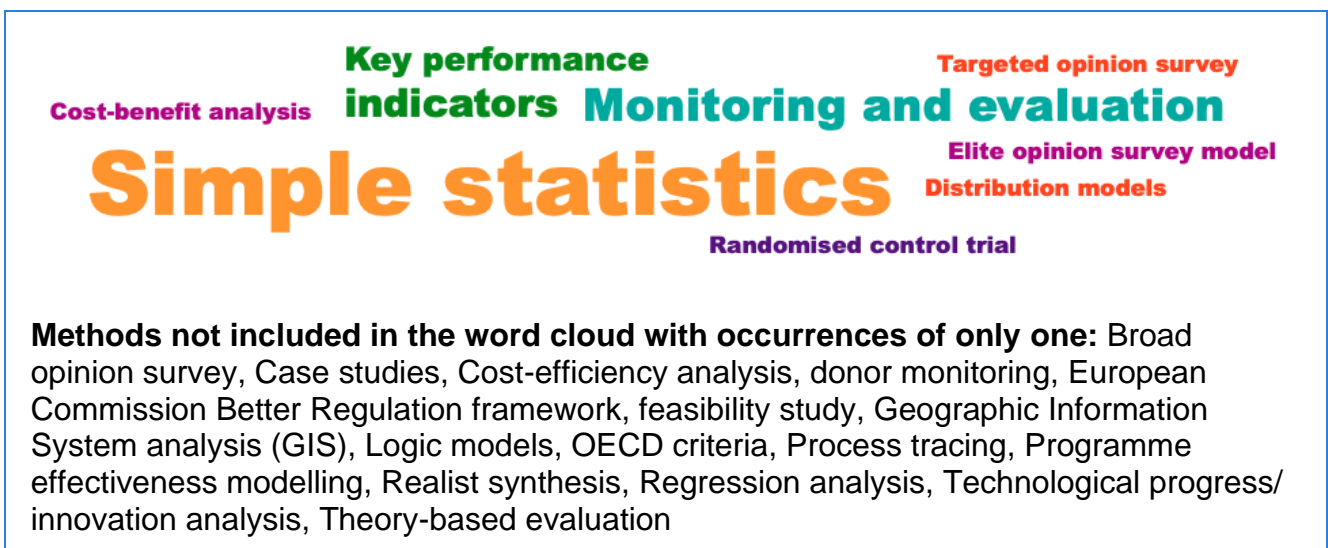 Key performance
indicators
Targeted opinion survey
Cost-benefit analysis
Monitoring and evaluation
Elite opinion survey model
Simple statistics
Distribution models
Randomised control trial
Methods not included in the word cloud with occurrences of only one: Broad
opinion survey, Case studies, Cost-efficiency analysis, donor monitoring, European
Commission Better Regulation framework, feasibility study, Geographic Information
System analysis (GIS), Logic models, OECD criteria, Process tracing, Programme
effectiveness modelling, Realist synthesis, Regression analysis, Technological progress/
innovation analysis, Theory-based evaluation